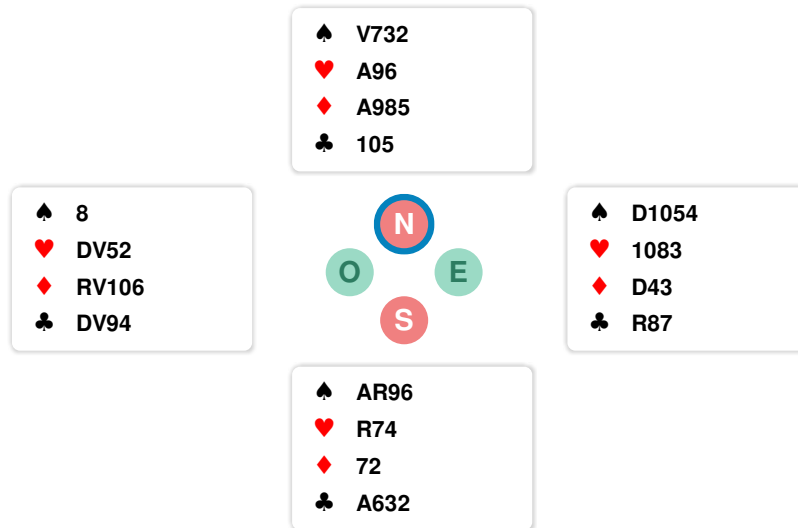 ♠ V732
♥ A96
♦ A985
♣ 105
♠ 8
♥ DV52
♦ RV106
♣ DV94
N
O E
S
♠ D1054
♥ 1083
♦ D43
♣ R87
♠ AR96
♥ R74
♦ 72
♣ A632